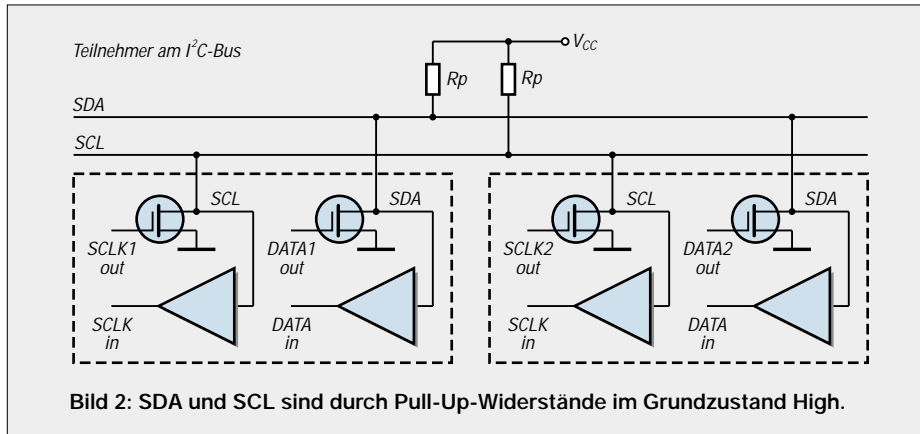 Teilnehmer am I²C-Bus
V_CC
Rp
Rp
SDA
SCL
SCL
SDA
SCL
SDA
SCLK1
out
DATA1
out
SCLK2
out
DATA2
out
SCLK
in
DATA
in
SCLK
in
DATA
in
Bild 2: SDA und SCL sind durch Pull-Up-Widerstände im Grundzustand High.